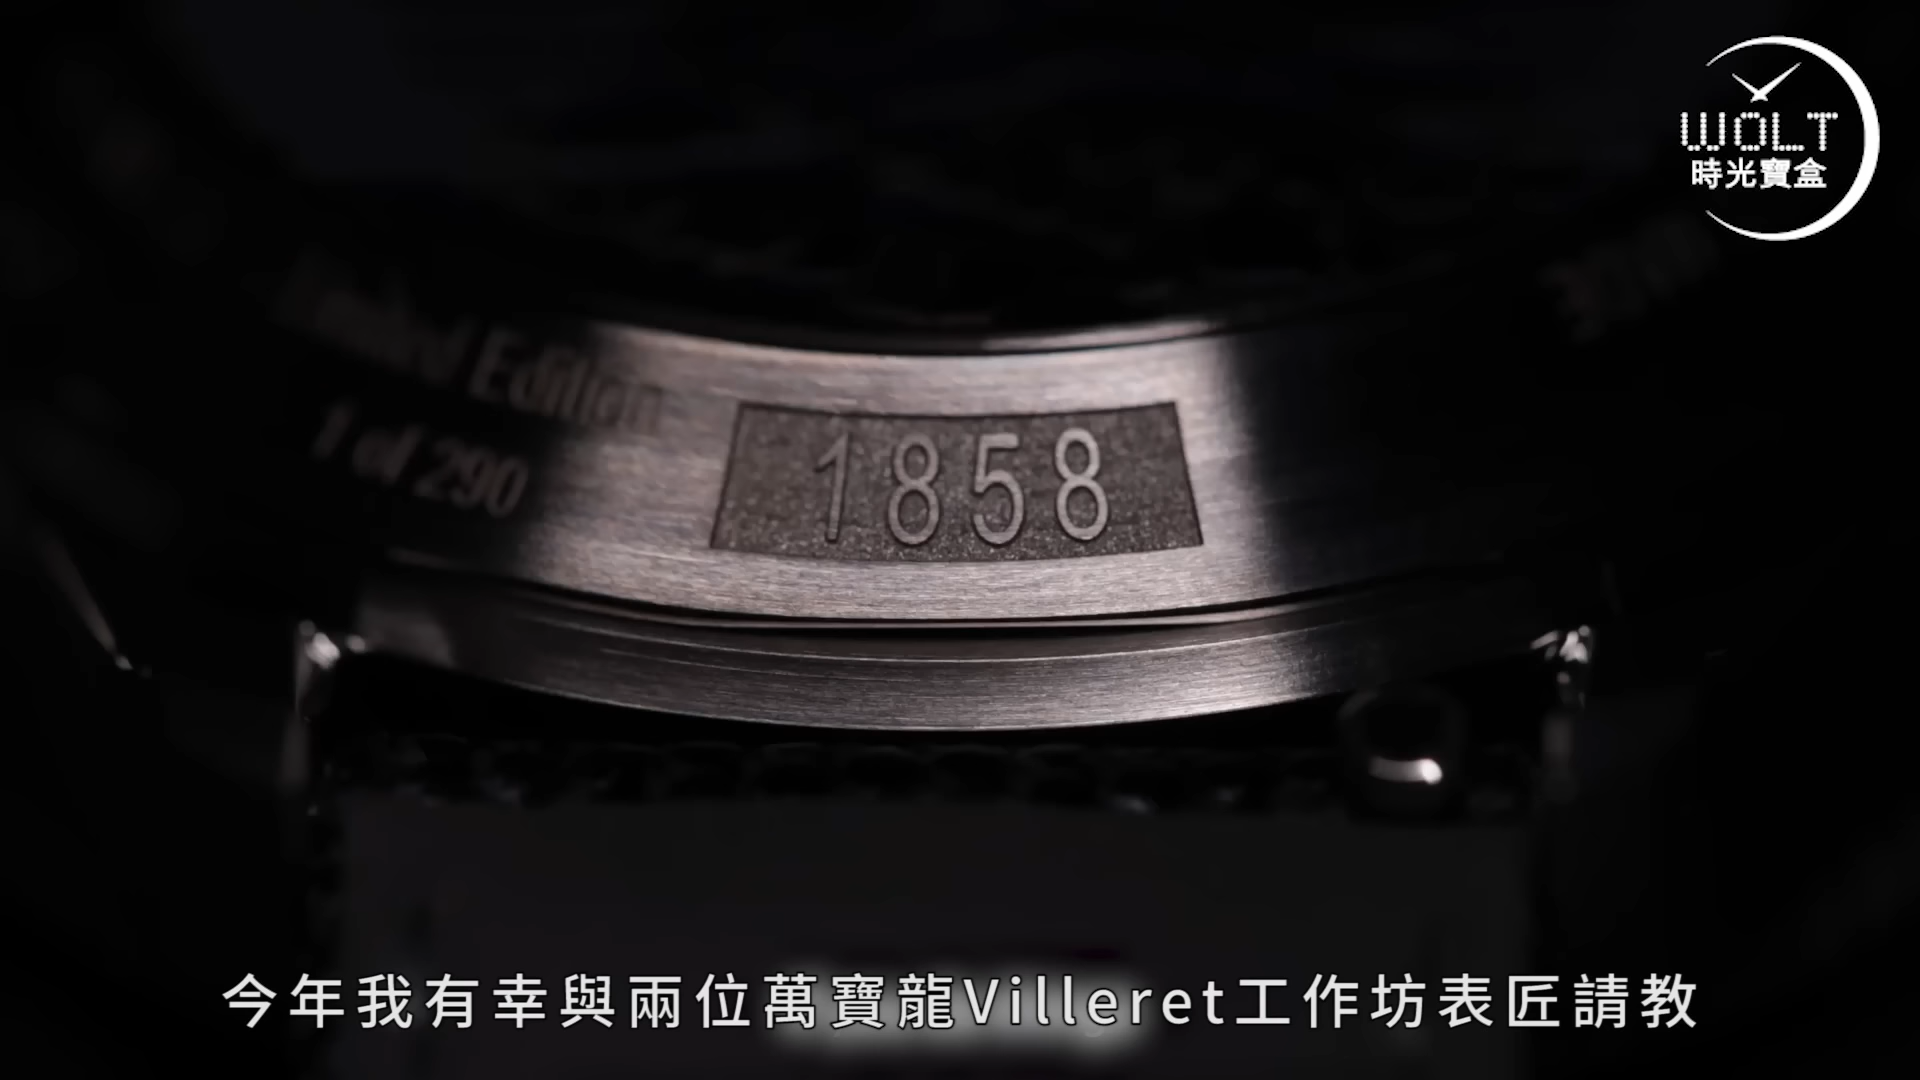 WOLT
時光寶盒
Limited Edition
1 of 290
1858
今年我有幸與兩位萬寶龍Villeret工作坊表匠請教